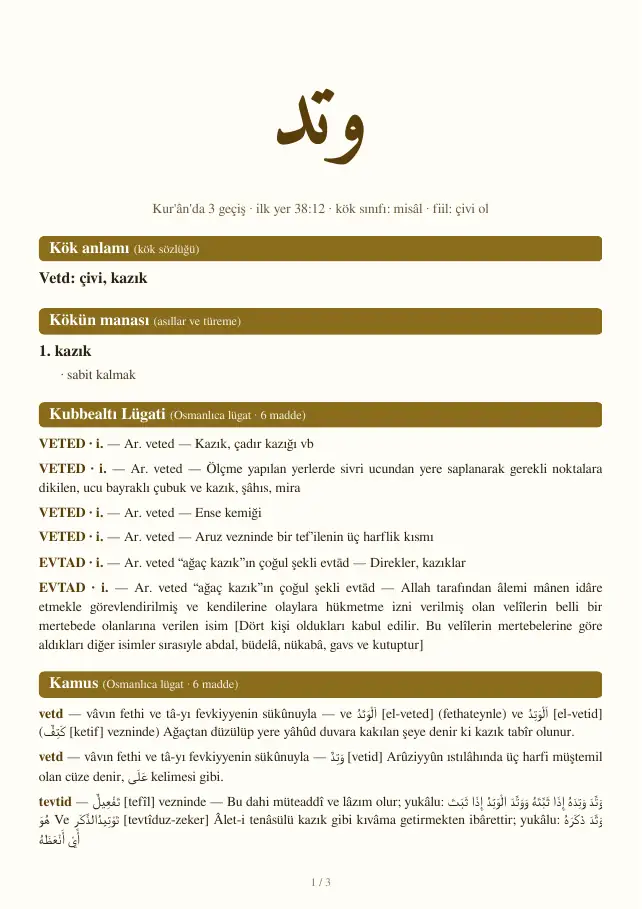 وتد
Kur'ân'da 3 geçiş · ilk yer 38:12 · kök sınıfı: misâl · fiil: çivi ol
Kök anlamı (kök sözlüğü)
Vetd: çivi, kazık
Kökün manası (asıllar ve türeme)
1. kazık
· sabit kalmak
Kubbealtı Lügati (Osmanlıca lügat · 6 madde)
VETED · i. — Ar. veted — Kazık, çadır kazığı vb
VETED · i. — Ar. veted — Ölçme yapılan yerlerde sivri ucundan yere saplanarak gerekli noktalara
dikilen, ucu bayraklı çubuk ve kazık, şâhıs, mira
VETED · i. — Ar. veted — Ense kemiği
VETED · i. — Ar. veted — Aruz vezninde bir tef’ilenin üç harflik kısmı
EVTAD · i. — Ar. veted “ağaç kazık”ın çoğul şekli evtād — Direkler, kazıklar
EVTAD · i. — Ar. veted “ağaç kazık”ın çoğul şekli evtād — Allah tarafından âlemi mânen idâre
etmekle görevlendirilmiş ve kendilerine olaylara hükmetme izni verilmiş olan velîlerin belli bir
mertebede olanlarına verilen isim [Dört kişi oldukları kabul edilir. Bu velîlerin mertebelerine göre
aldıkları diğer isimler sırasıyle abdal, büdelâ, nükabâ, gavs ve kutuptur]
Kamus (Osmanlıca lügat · 6 madde)
vetd — vâvın fethi ve tâ-yı fevkiyyenin sükûnuyla — ve اَلْوَتَدُ [el-veted] (fethateynle) ve اَلْوَتِدُ [el-vetid]
(كَتِفٌ [ketif] vezninde) Ağaçtan düzülüp yere yâhûd duvara kakılan şeye denir ki kazık tabîr olunur.
vetd — vâvın fethi ve tâ-yı fevkiyyenin sükûnuyla — وَتِدٌ [vetid] Arûziyyûn ıstılâhında üç harfi müştemil
olan cüze denir, عَلَى kelimesi gibi.
tevtid — تَفْعِيلٌ [tefîl] vezninde — Bu dahi müteaddî ve lâzım olur; yukâlu: وَتَّدَ وَتِدَهُ إِذَا ثَبَّتَهُ وَوَتَّدَ الْوَتِدُ إِذَا ثَبَتَ
هُوَ Ve تَوْتِيدُالذَّكَرِ [tevtîduz-zeker] Âlet-i tenâsülü kazık gibi kıvâma getirmekten ibârettir; yukâlu: وَتَّدَ ذَكَرَهُ
أَيْ أَنْعَظَهُ
1 / 3